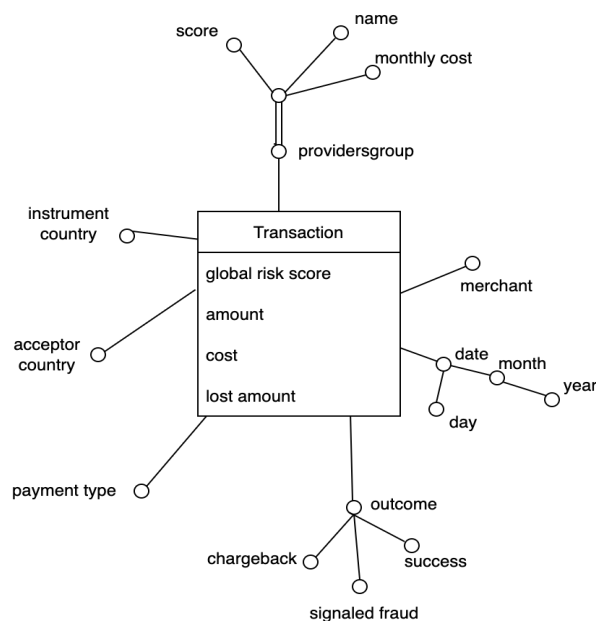 name
score
monthly cost
providersgroup
instrument
country
Transaction
global risk score
merchant
amount
acceptor
country
cost
date
month
year
lost amount
day
payment type
outcome
chargeback
success
signaled fraud